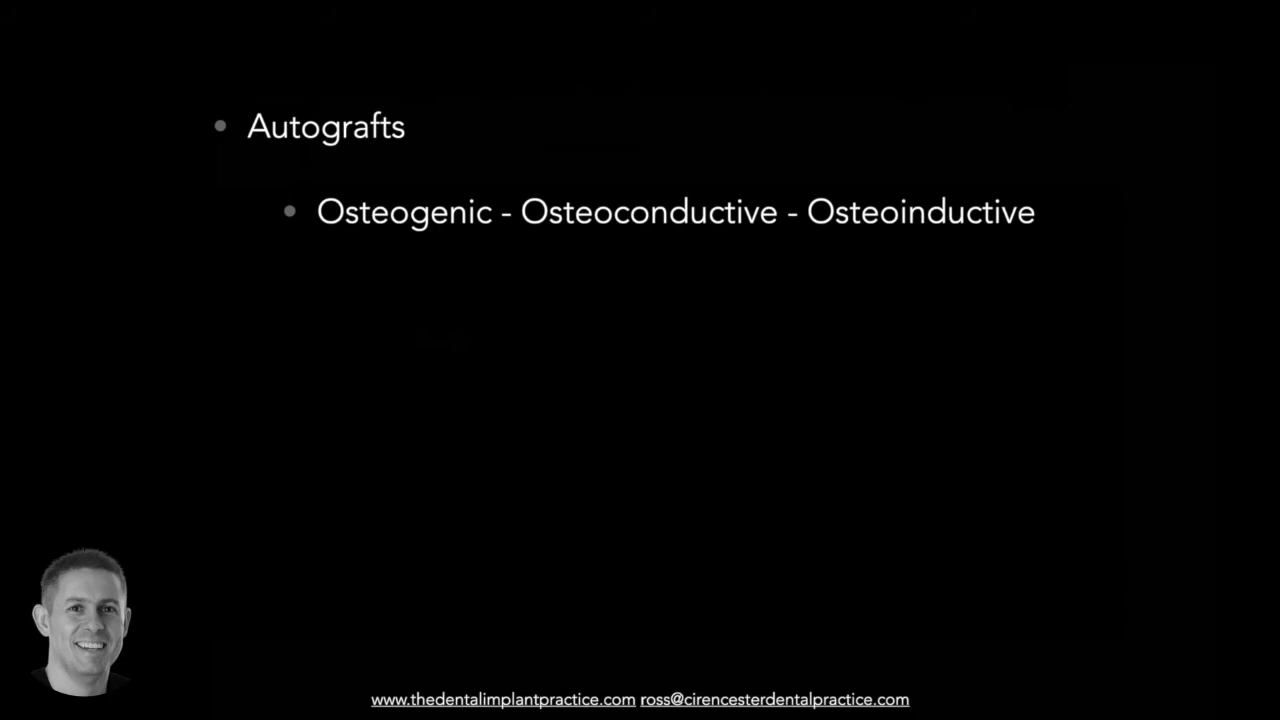 Autografts
Osteogenic - Osteoconductive - Osteoinductive
www.thedentalimplantpractice.com ross@cirencesterdentalpractice.com